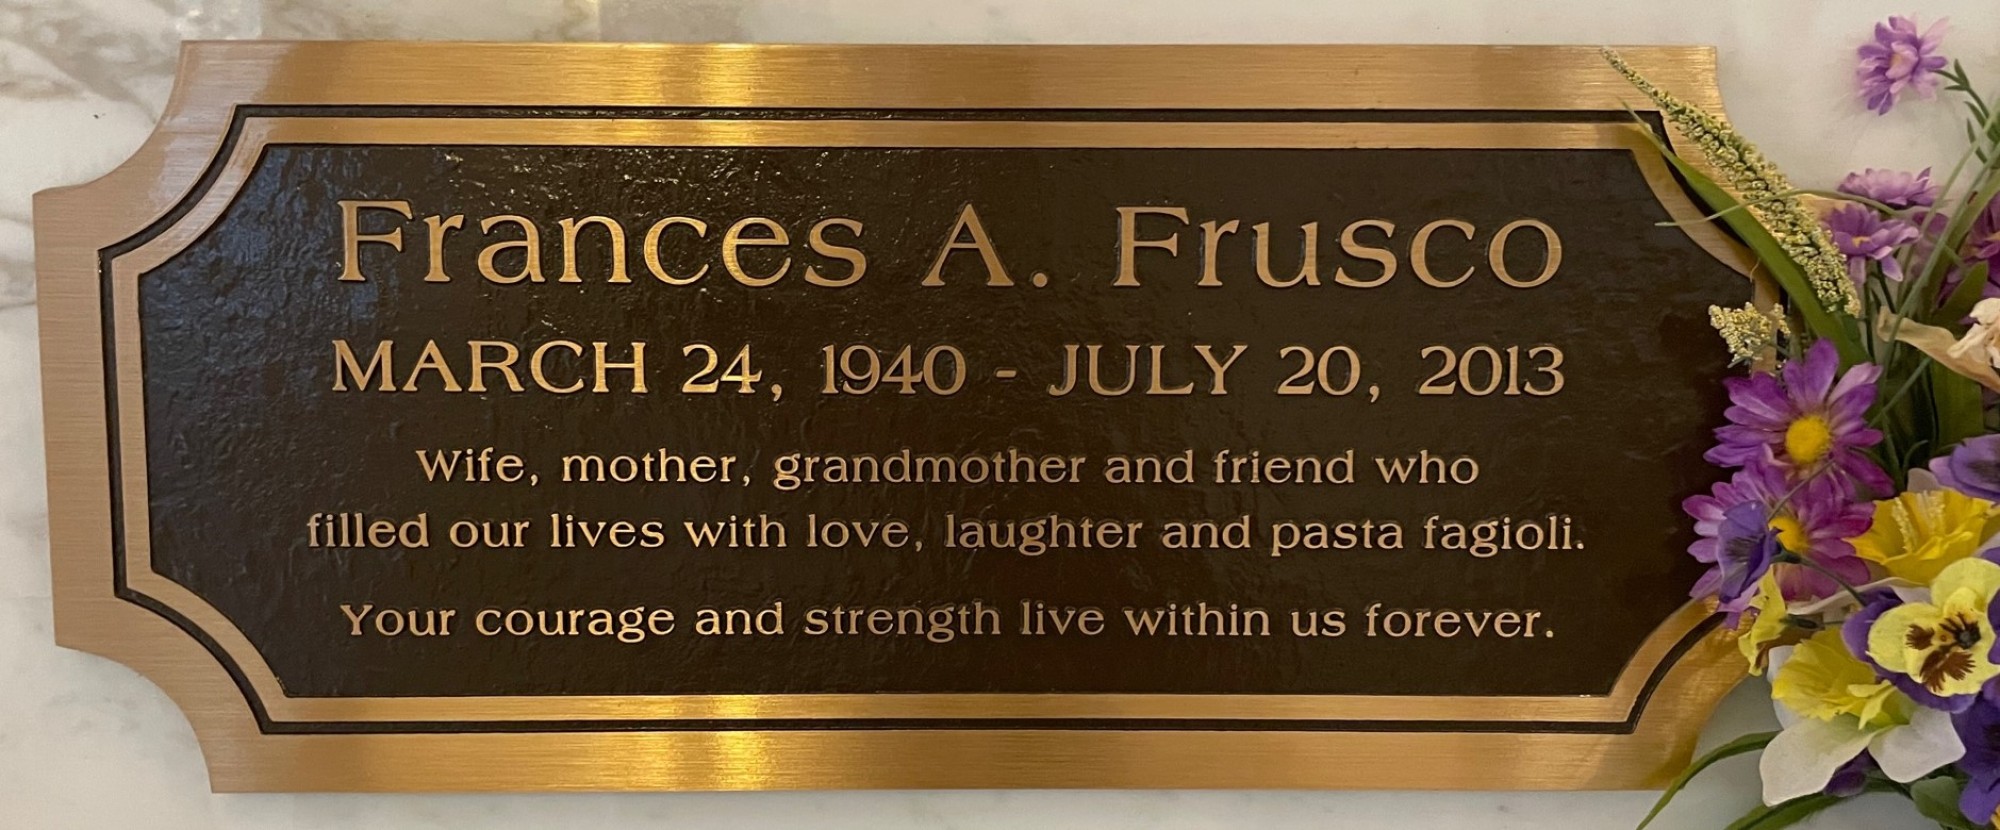 Frances A. Frusco
MARCH 24, 1940 - JULY 20, 2013
Wife, mother, grandmother and friend who
filled our lives with love, laughter and pasta fagioli.
Your courage and strength live within us forever.